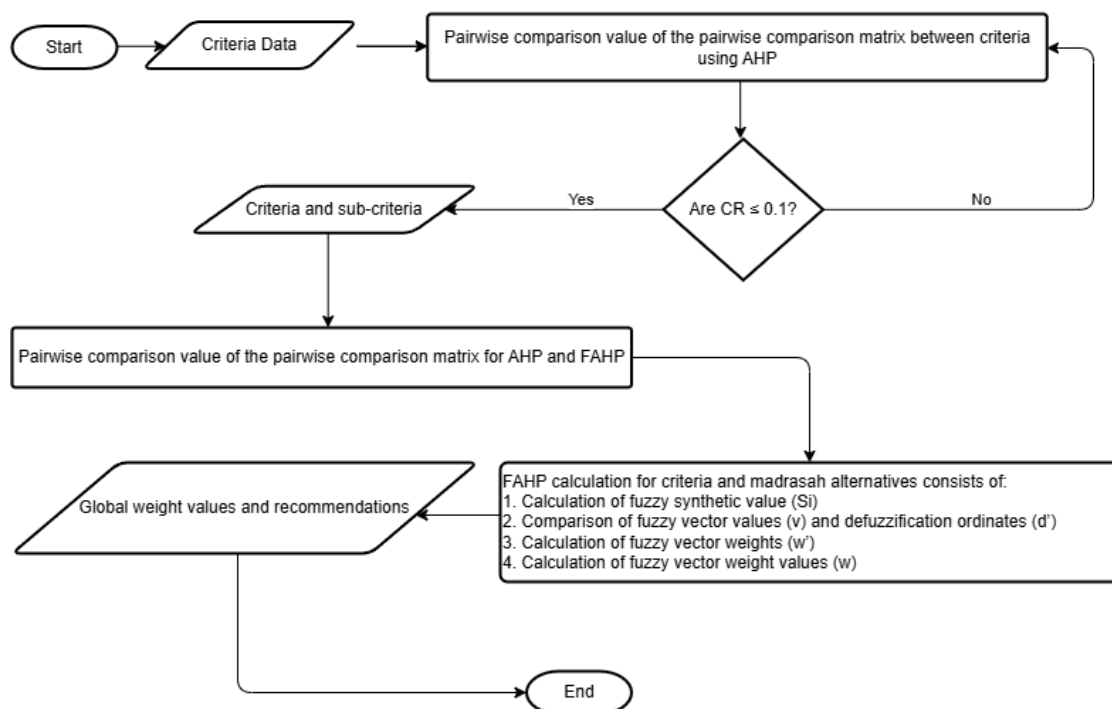 Start
Criteria Data
Pairwise comparison value of the pairwise comparison matrix between criteria
using AHP
Are CR ≤ 0.1?
Yes
No
Criteria and sub-criteria
Pairwise comparison value of the pairwise comparison matrix for AHP and FAHP
FAHP calculation for criteria and madrasah alternatives consists of:
1. Calculation of fuzzy synthetic value (Si)
2. Comparison of fuzzy vector values (v) and defuzzification ordinates (d')
3. Calculation of fuzzy vector weights (w')
4. Calculation of fuzzy vector weight values (w)
Global weight values and recommendations
End